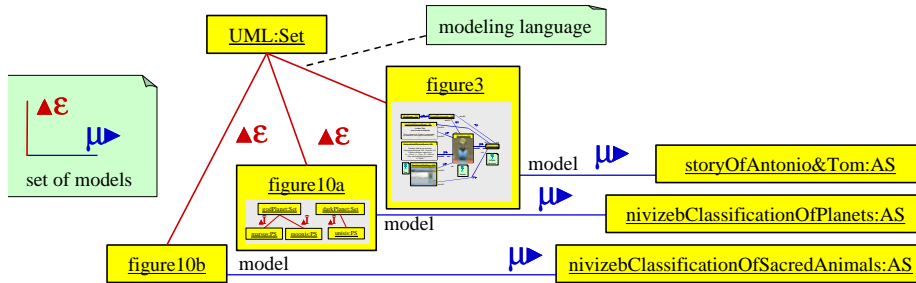 modeling language
UML:Set
figure3
ε
μ
set of models
ε
ε
model
μ
storyOfAntonio&Tom:AS
figure10a
godPlanet:Set
darkPlanet:Set
model
μ
nivizebClassificationOfPlanets:AS
figure10b
model
μ
nivizebClassificationOfSacredAnimals:AS